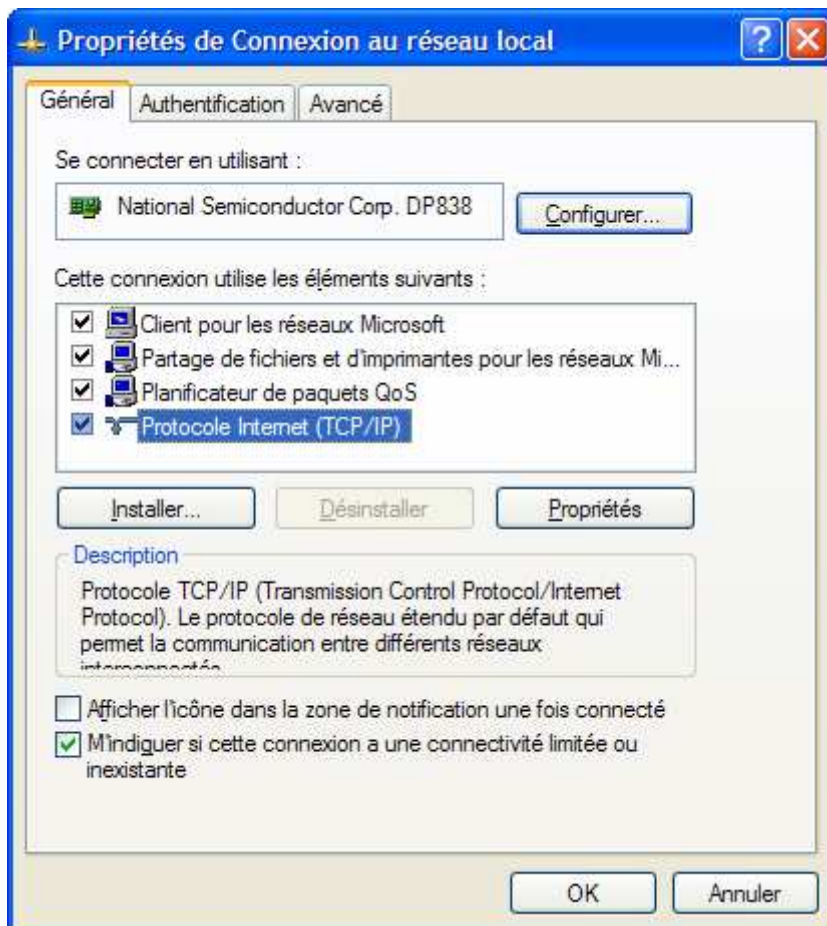 Propriétés de Connexion au réseau local
Général Authentification Avancé
Se connecter en utilisant :
National Semiconductor Corp. DP838
Configurer...
Cette connexion utilise les éléments suivants :
Client pour les réseaux Microsoft
Partage de fichiers et d'imprimantes pour les réseaux Mi...
Planificateur de paquets QoS
Protocole Internet (TCP/IP)
Installer... Désinstaller Propriétés
Description
Protocole TCP/IP (Transmission Control Protocol/Internet
Protocol). Le protocole de réseau étendu par défaut qui
permet la communication entre différents réseaux
interconnectés.
Afficher l'icône dans la zone de notification une fois connecté
M'indiquer si cette connexion a une connectivité limitée ou
inexistante
OK Annuler